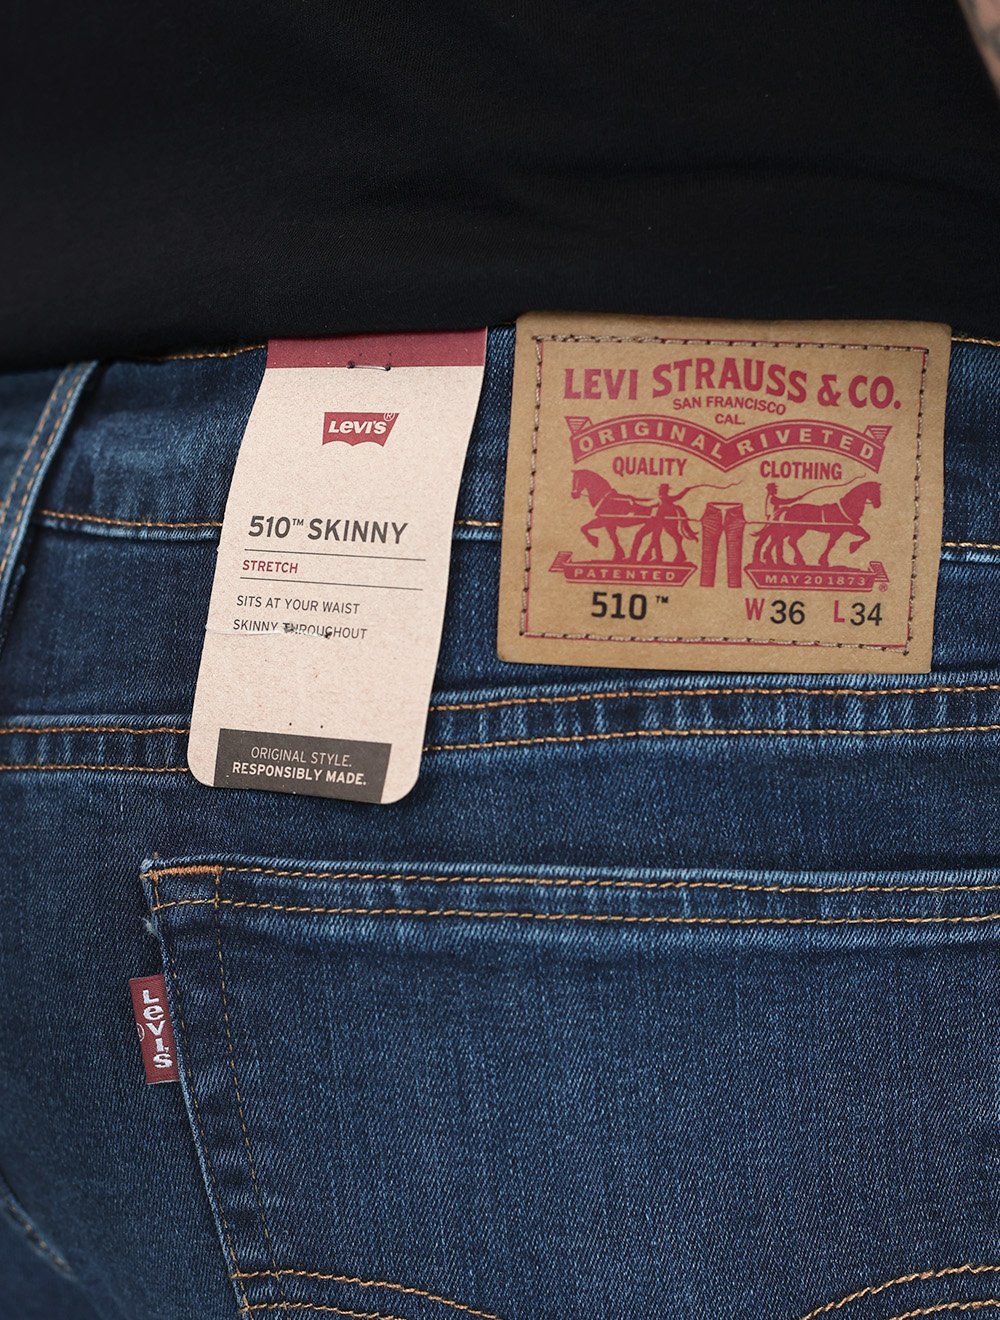 Levi's®
510™ SKINNY
STRETCH
SITS AT YOUR WAIST
SKINNY THROUGHOUT
ORIGINAL STYLE.
RESPONSIBLY MADE.
LEVI STRAUSS & CO.
SAN FRANCISCO
CAL.
ORIGINAL RIVETED
QUALITY CLOTHING
PATENTED MAY 20 1873 ®
510™ W 36 L 34
Levi's